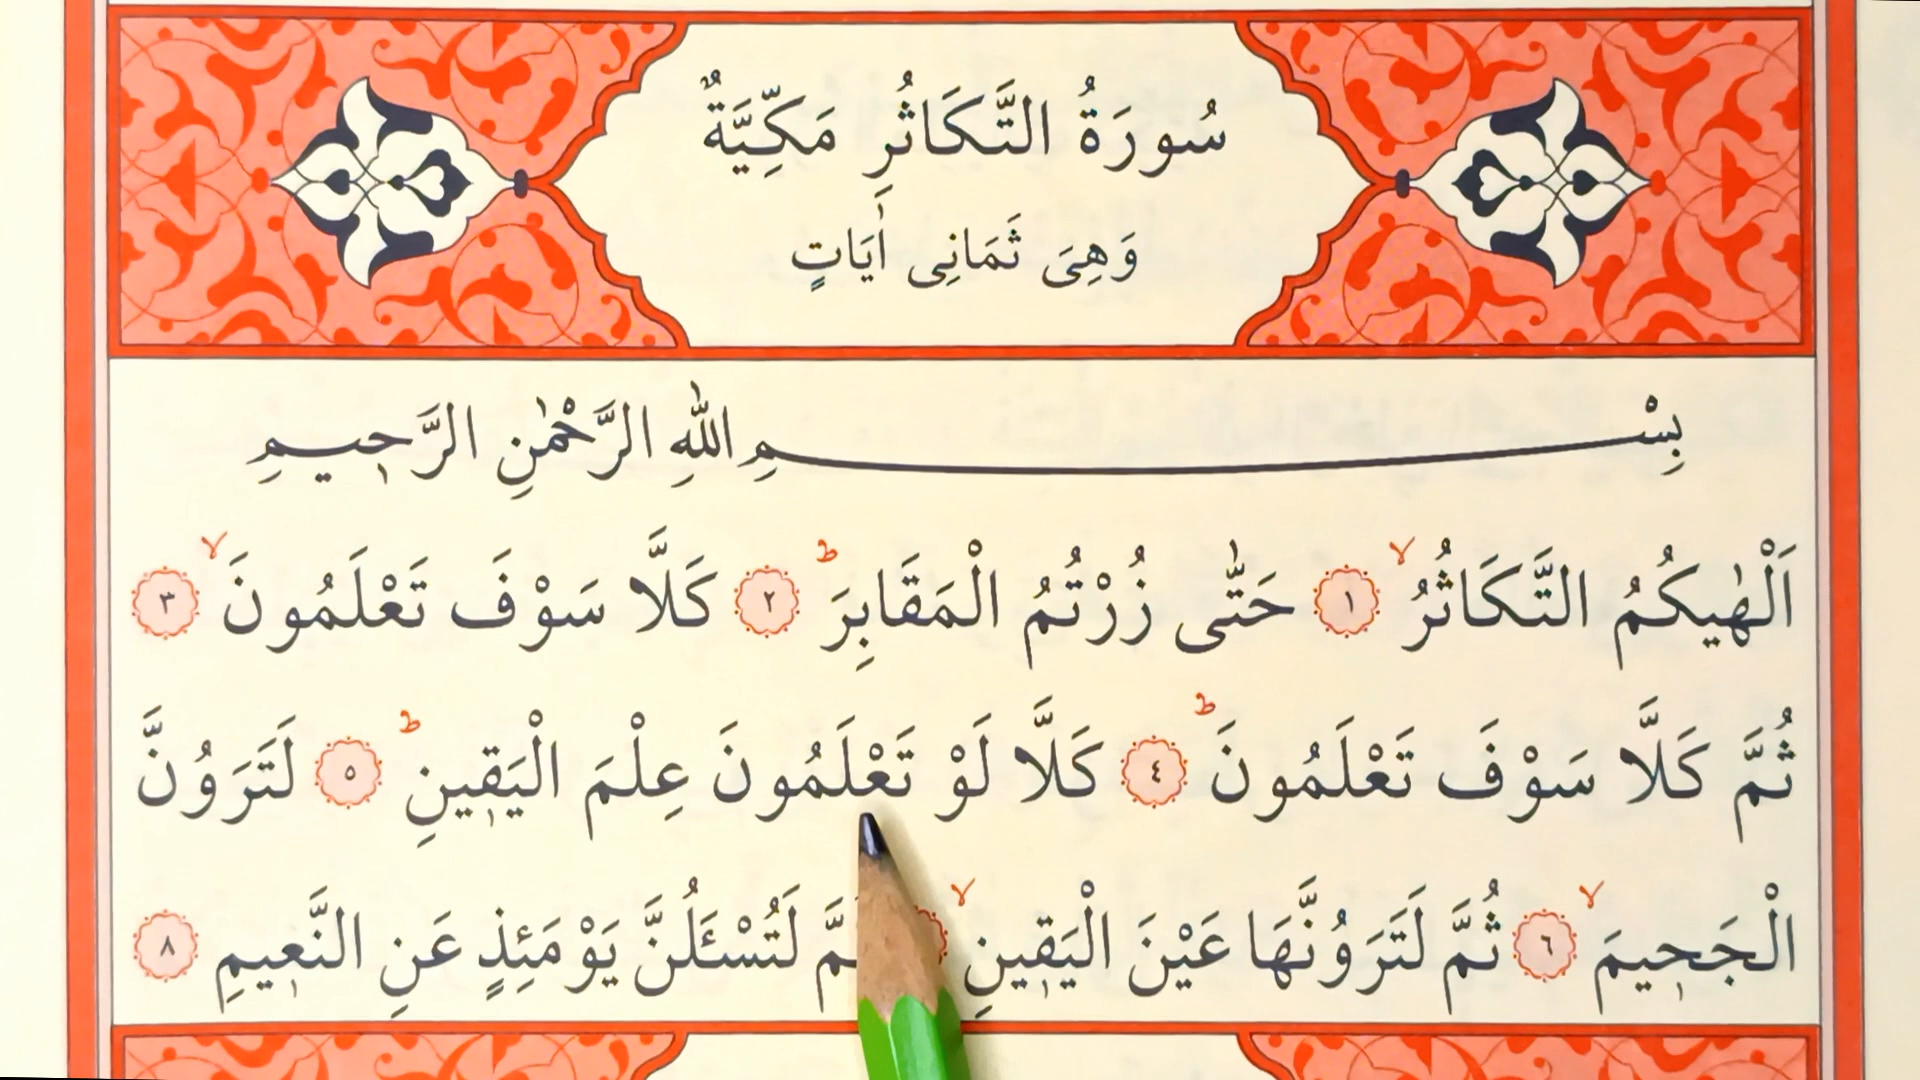 سُورَةُ التَّكَاثُرِ مَكِّيَّةٌ
وَهِيَ ثَمَانِى اٰيَاتٍ
بِسْمِ اللّٰهِ الرَّحْمٰنِ الرَّحِيمِ
اَلْهٰيكُمُ التَّكَاثُرُۙ ﴿١﴾ حَتّٰى زُرْتُمُ الْمَقَابِرَۜ ﴿٢﴾ كَلَّا سَوْفَ تَعْلَمُونَۙ ﴿٣﴾
ثُمَّ كَلَّا سَوْفَ تَعْلَمُونَۜ ﴿٤﴾ كَلَّا لَوْ تَعْلَمُونَ عِلْمَ الْيَقِينِۜ ﴿٥﴾ لَتَرَوُنَّ
الْجَحِيمَۙ ﴿٦﴾ ثُمَّ لَتَرَوُنَّهَا عَيْنَ الْيَقِينِۙ لَتُسْـَٔلُنَّ يَوْمَئِذٍ عَنِ النَّعِيمِ ﴿٨﴾